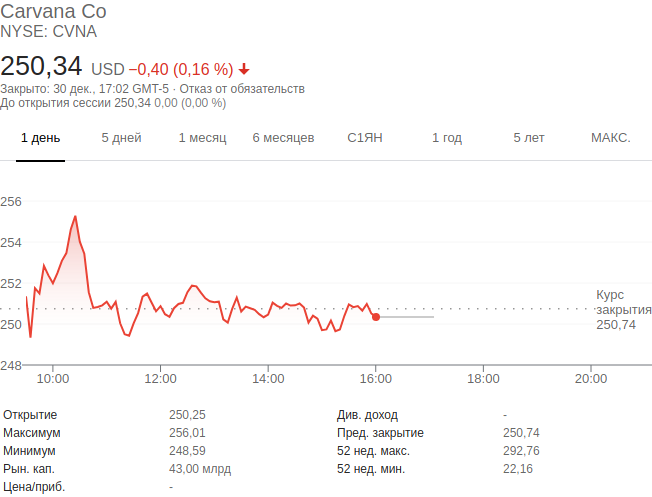 Carvana Co
NYSE: CVNA
250,34 USD −0,40 (0,16 %)
Закрыто: 30 дек., 17:02 GMT-5 · Отказ от обязательств
До открытия сессии 250,34 0,00 (0,00 %)
1 день 5 дней 1 месяц 6 месяцев С1ЯН 1 год 5 лет МАКС.
256
254
252
250
248
Курс
закрытия
250,74
10:00 12:00 14:00 16:00 18:00 20:00
Открытие 250,25 Див. доход -
Максимум 256,01 Пред. закрытие 250,74
Минимум 248,59 52 нед. макс. 292,76
Рын. кап. 43,00 млрд 52 нед. мин. 22,16
Цена/приб. -